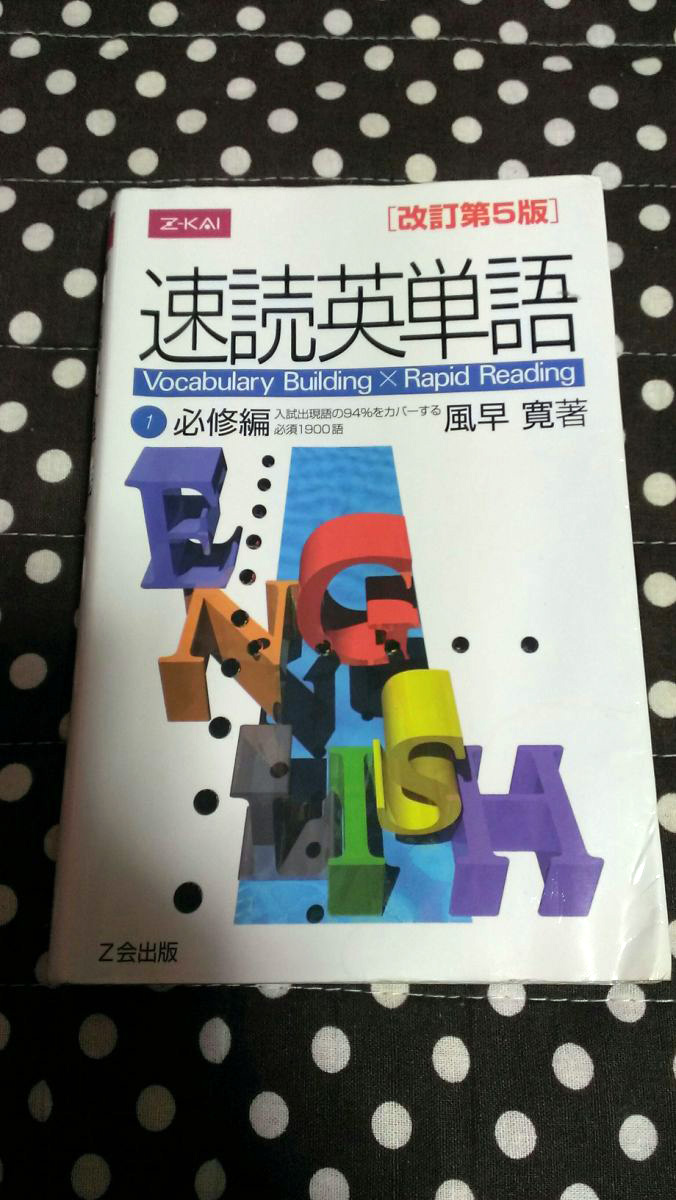 Z-KAI
[改訂第5版]
速読英単語
Vocabulary Building × Rapid Reading
1 必修編 入試出現語の94%をカバーする
必須1900語
風早 寛著
ENGLISH
Z会出版